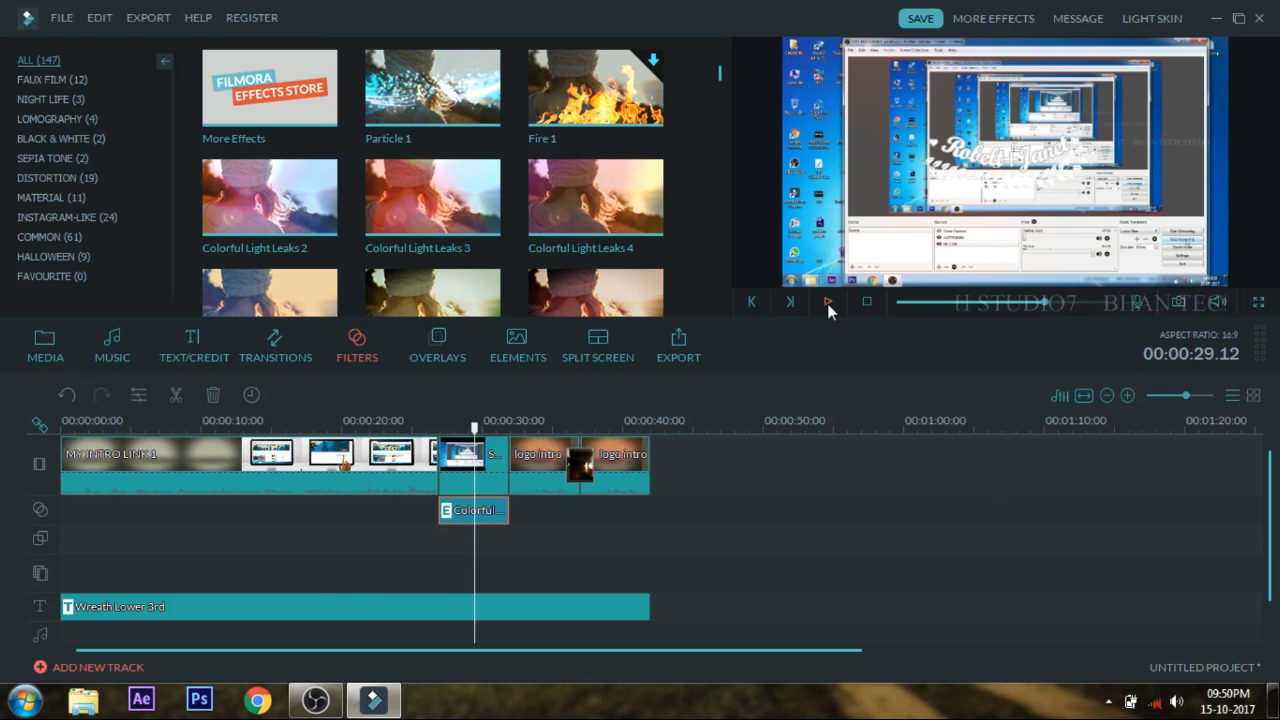 FILE EDIT EXPORT HELP REGISTER SAVE MORE EFFECTS MESSAGE LIGHT SKIN
ALL (147)
FAUX FILM (12)
NIGHT LIFE (3)
LOMOGRAPHY (4)
BLACK & WHITE (2)
SEPIA TONE (2)
DISTORTION (19)
MATERIAL (11)
INSTAGRAM-LIKE (24)
COMMON (61)
HALLOWEEN (9)
FAVOURITE (0)
FILMORA
EFFECTS STORE
More Effects Particle 1 Fire 1
Colorful Light Leaks 2 Colorful Light Leaks 3 Colorful Light Leaks 4
Robert+Janet
MEDIA MUSIC TEXT/CREDIT TRANSITIONS FILTERS OVERLAYS ELEMENTS SPLIT SCREEN EXPORT
ASPECT RATIO: 16:9
00:00:29.12
00:00:00:00 00:00:10:00 00:00:20:00 00:00:30:00 00:00:40:00 00:00:50:00 00:01:00:00 00:01:10:00 00:01:20:00
MY INTRO LINK 1 S... logo intro logo intro
E Colorful ...
T Wreath Lower 3rd
ADD NEW TRACK UNTITLED PROJECT *
Ae Ps
09:50PM
15-10-2017